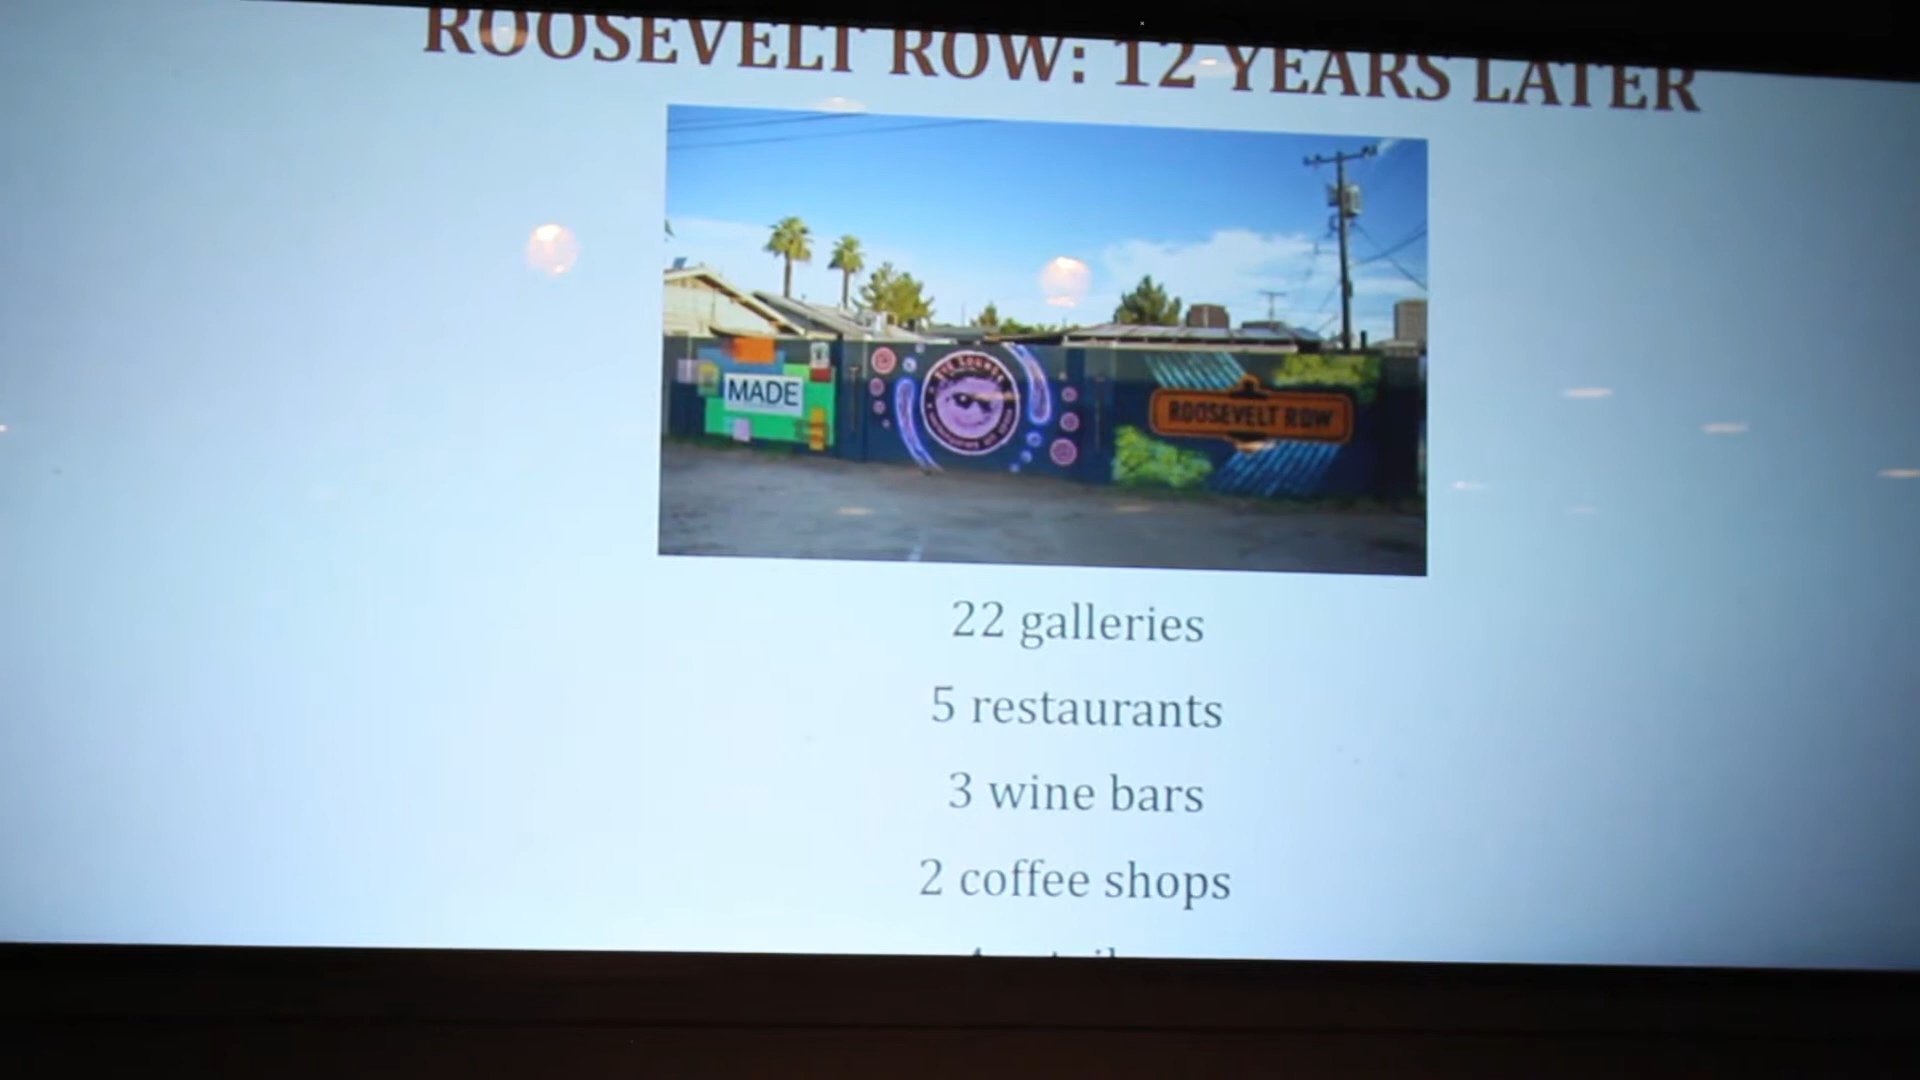 ROOSEVELT ROW: 12 YEARS LATER
MADE
ROOSEVELT ROW
22 galleries
5 restaurants
3 wine bars
2 coffee shops